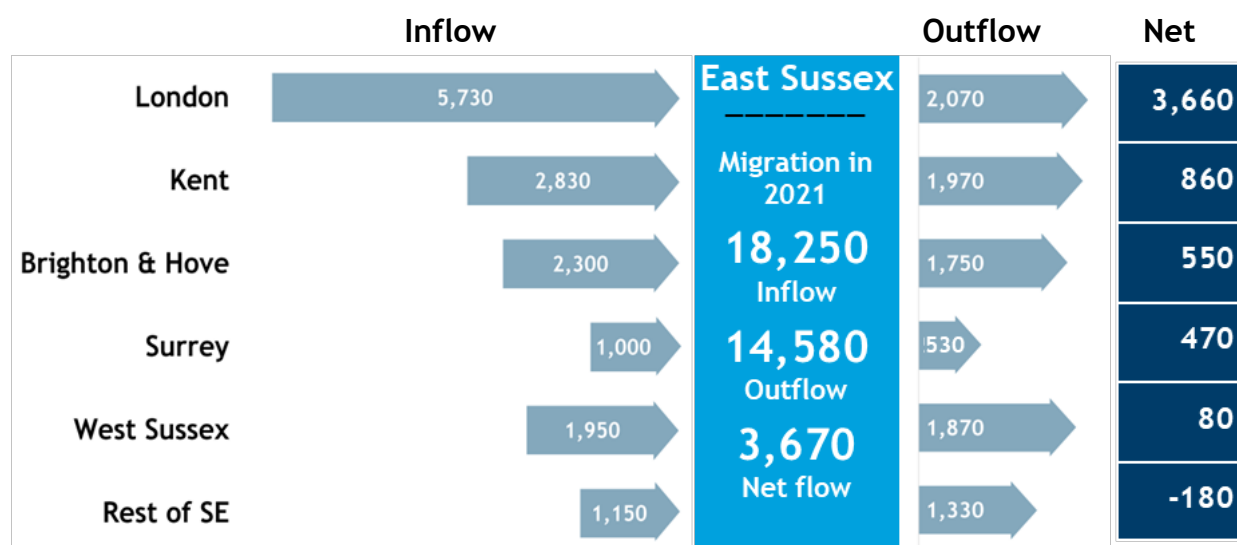 Inflow Outflow Net
London 5,730 2,070 3,660
Kent 2,830 1,970 860
Brighton & Hove 2,300 1,750 550
Surrey 1,000 530 470
West Sussex 1,950 1,870 80
Rest of SE 1,150 1,330 -180
East Sussex
_______
Migration in
2021
18,250
Inflow
14,580
Outflow
3,670
Net flow